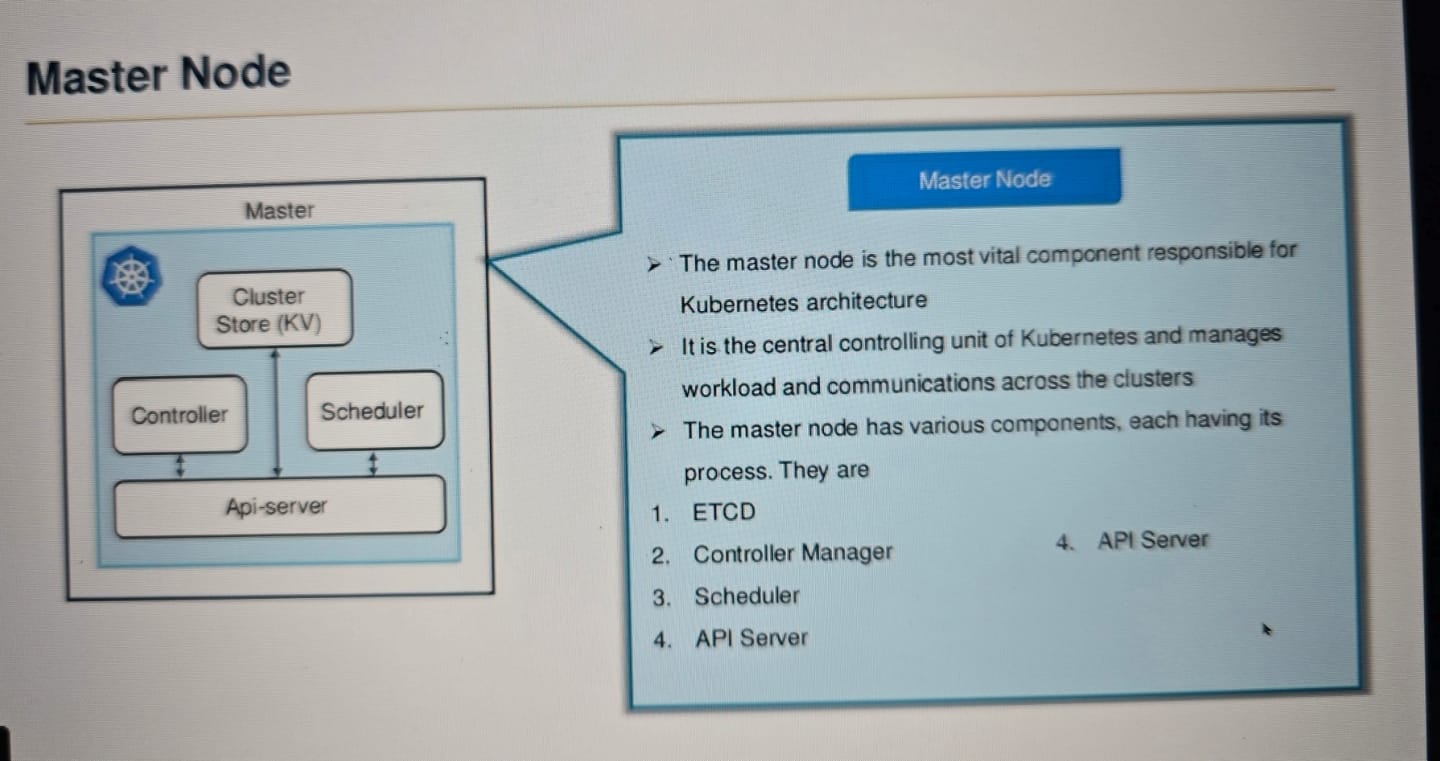 Master Node
Master
Cluster
Store (KV)
Controller
Scheduler
Api-server
Master Node
➤ The master node is the most vital component responsible for
Kubernetes architecture
➤ It is the central controlling unit of Kubernetes and manages
workload and communications across the clusters
➤ The master node has various components, each having its
process. They are
1. ETCD
2. Controller Manager
3. Scheduler
4. API Server
4. API Server